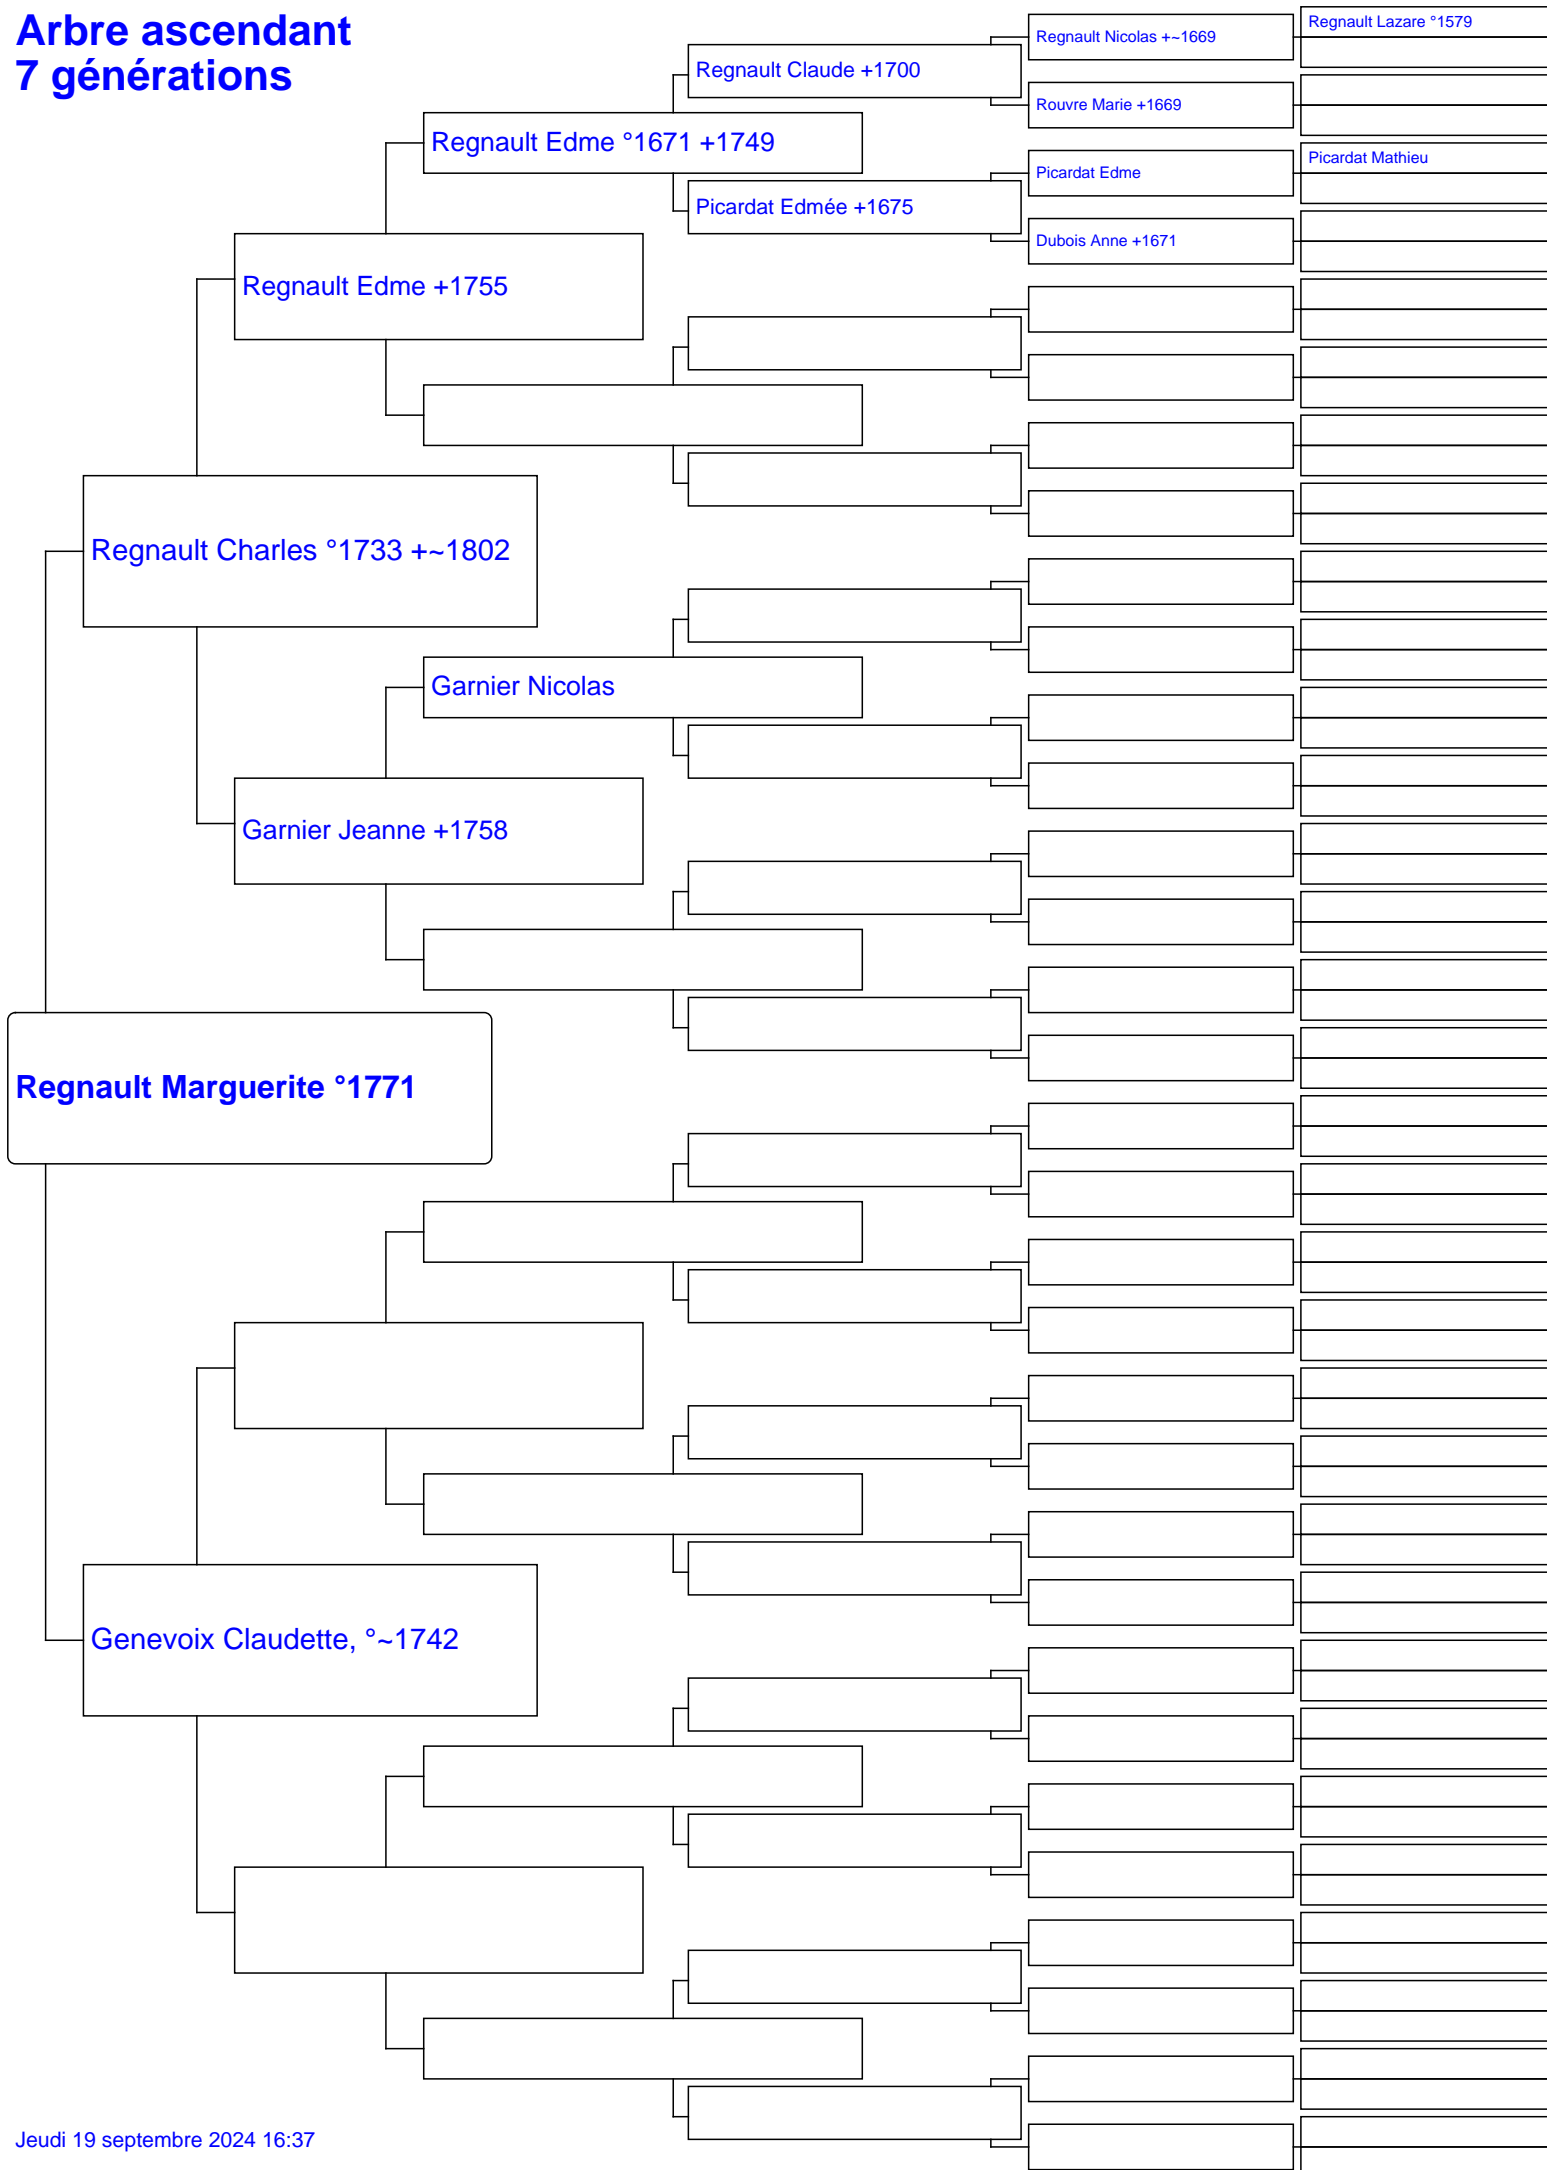 Arbre ascendant
7 générations
Regnault Lazare °1579
Regnault Nicolas +~1669
Regnault Claude +1700
Rouvre Marie +1669
Regnault Edme °1671 +1749
Picardat Mathieu
Picardat Edme
Picardat Edmée +1675
Dubois Anne +1671
Regnault Edme +1755
Regnault Charles °1733 +~1802
Garnier Nicolas
Garnier Jeanne +1758
Regnault Marguerite °1771
Genevoix Claudette, °~1742
Jeudi 19 septembre 2024 16:37